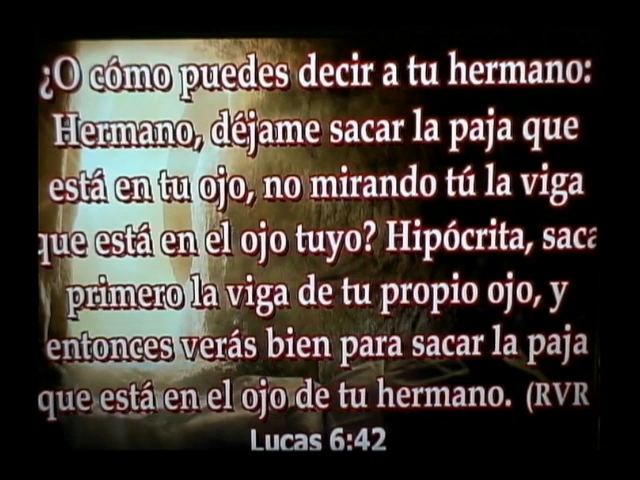 ¿O cómo puedes decir a tu hermano:
Hermano, déjame sacar la paja que
está en tu ojo, no mirando tú la viga
que está en el ojo tuyo? Hipócrita, saca
primero la viga de tu propio ojo, y
entonces verás bien para sacar la paja
que está en el ojo de tu hermano. (RVR
Lucas 6:42